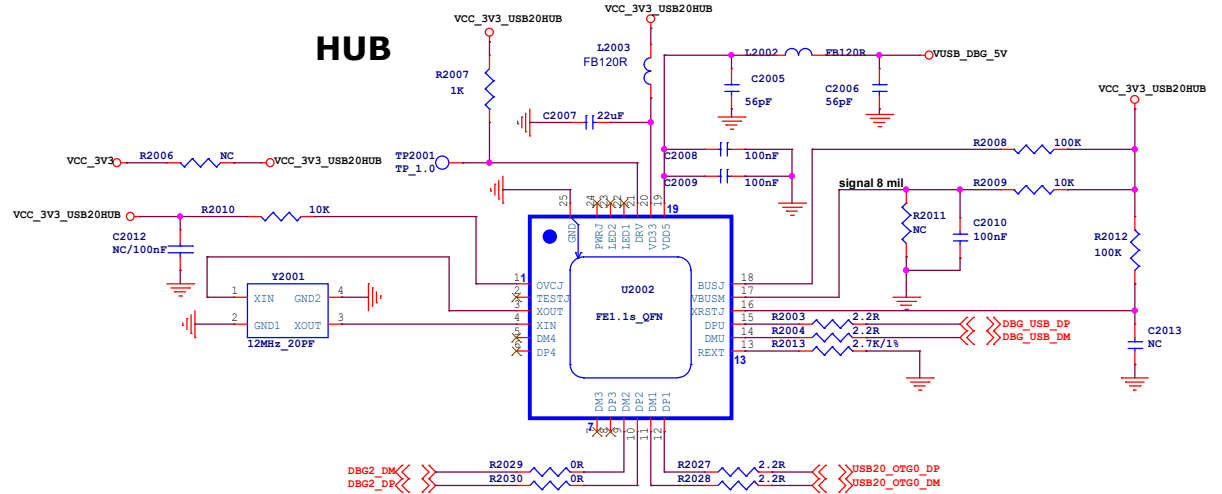 HUB
VCC_3V3_USB20HUB
VCC_3V3_USB20HUB
L2003
FB120R
R2007
1K
L2002
FB120R
VUSB_DBG_5V
C2005
56pF
C2006
56pF
VCC_3V3_USB20HUB
C2007
22uF
VCC_3V3
R2006
NC
VCC_3V3_USB20HUB
TP2001
TP_1.0
C2008
100nF
C2009
100nF
R2008
100K
signal 8 mil
R2009
10K
VCC_3V3_USB20HUB
R2010
10K
C2012
NC/100nF
R2011
NC
C2010
100nF
R2012
100K
25
24
23
22
21
20
19
19
GND
PWRJ
LED2
LED1
DRV
VD33
VDD5
Y2001
1
XIN
GND2
4
2
GND1
XOUT
3
12MHz_20PF
1
1
OVCJ
2
TESTJ
3
XOUT
4
XIN
5
DM4
6
DP4
U2002
FE1.1s_QFN
BUSJ
18
VBUSM
17
XRSTJ
16
DPU
15
R2003
2.2R
DBG_USB_DP
DMU
14
R2004
2.2R
DBG_USB_DM
REXT
13
R2013
2.7K/1%
13
C2013
NC
DM3
DP3
DM2
DP2
DM1
DP1
7
7
8
9
10
11
12
DBG2_DM
R2029
0R
DBG2_DP
R2030
0R
R2027
2.2R
USB20_OTG0_DP
R2028
2.2R
USB20_OTG0_DM